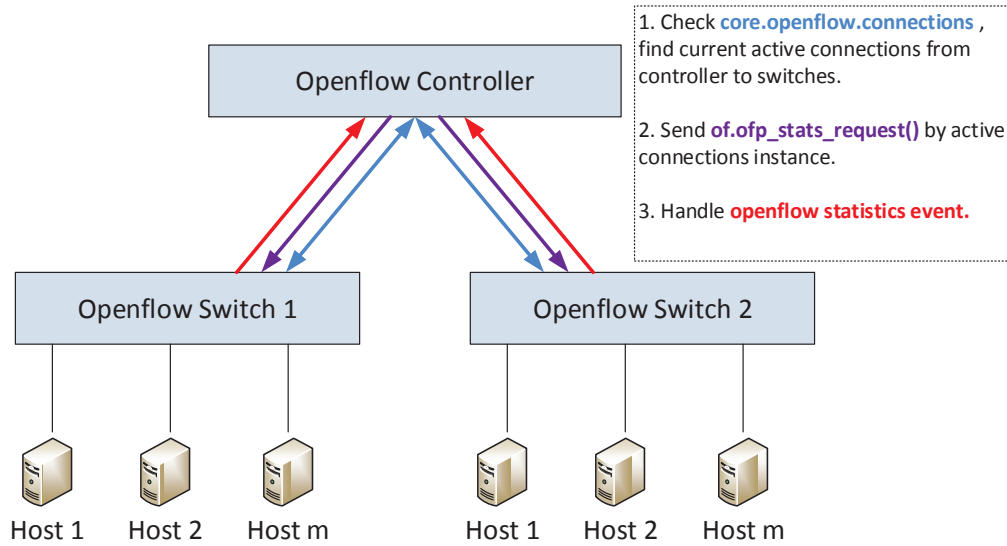 1. Check core.openflow.connections ,
find current active connections from
controller to switches.
2. Send of.ofp_stats_request() by active
connections instance.
3. Handle openflow statistics event.
Openflow Controller
Openflow Switch 1
Openflow Switch 2
Host 1
Host 2
Host m
Host 1
Host 2
Host m